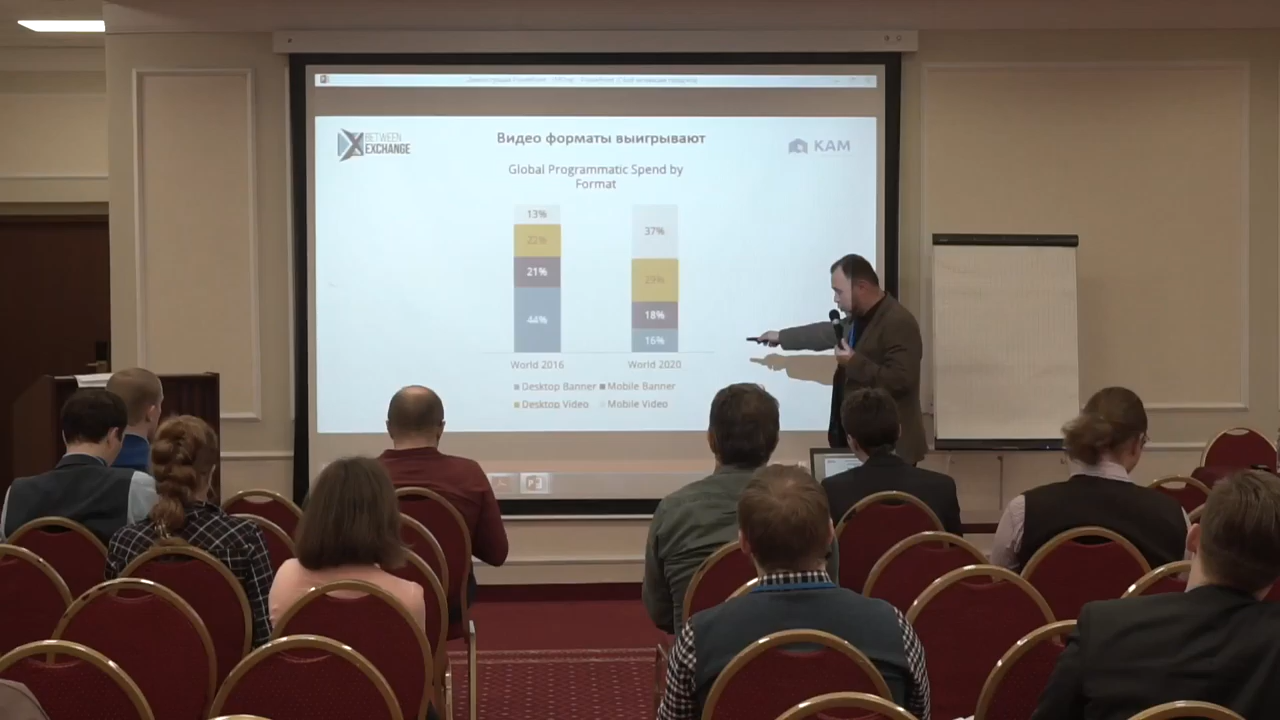 BETWEEN
EXCHANGE
Видео форматы выигрывают
КАМ
Global Programmatic Spend by
Format
13%
22%
21%
44%
37%
29%
18%
16%
World 2016
World 2020
Desktop Banner
Mobile Banner
Desktop Video
Mobile Video